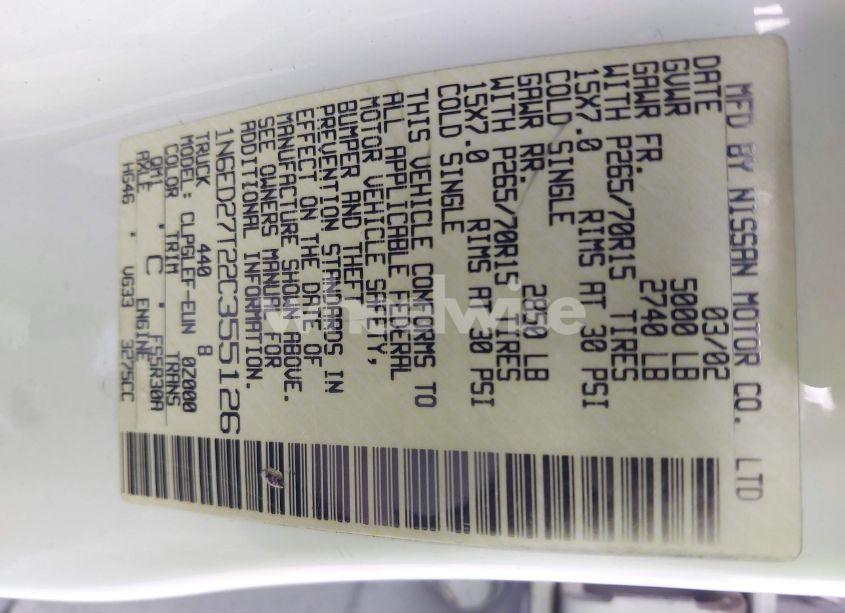 MFD BY NISSAN MOTOR CO. LTD
DATE 03/02
GVWR 5000 LB
GAWR FR. 2740 LB
WITH P265/70R15 TIRES
15X7.0 RIMS AT 30 PSI
COLD SINGLE
GAWR RR. 2850 LB
WITH P265/70R15 TIRES
15X7.0 RIMS AT 30 PSI
COLD SINGLE
THIS VEHICLE CONFORMS TO
ALL APPLICABLE FEDERAL
MOTOR VEHICLE SAFETY,
BUMPER AND THEFT
PREVENTION STANDARDS IN
EFFECT ON THE DATE OF
MANUFACTURE SHOWN ABOVE.
SEE OWNERS MANUAL FOR
ADDITIONAL INFORMATION.
1N6ED27T22C355126
TRUCK 440 8
MODEL: CLPSLEF-EUN 0Z000
COLOR TRIM TRANS
QM1 . C . FS5R30A
AXLE ENGINE
HG46 VG33 3275CC